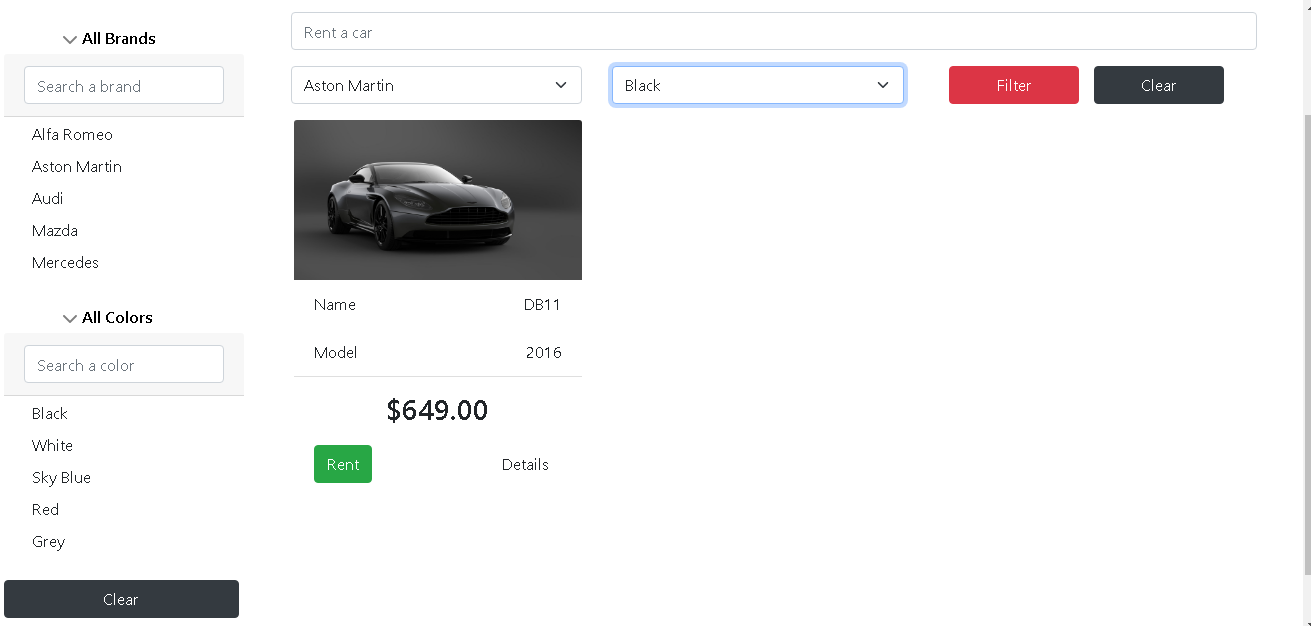 All Brands
Search a brand
Alfa Romeo
Aston Martin
Audi
Mazda
Mercedes
All Colors
Search a color
Black
White
Sky Blue
Red
Grey
Clear
Rent a car
Aston Martin Black Filter Clear
Name DB11
Model 2016
$649.00
Rent Details